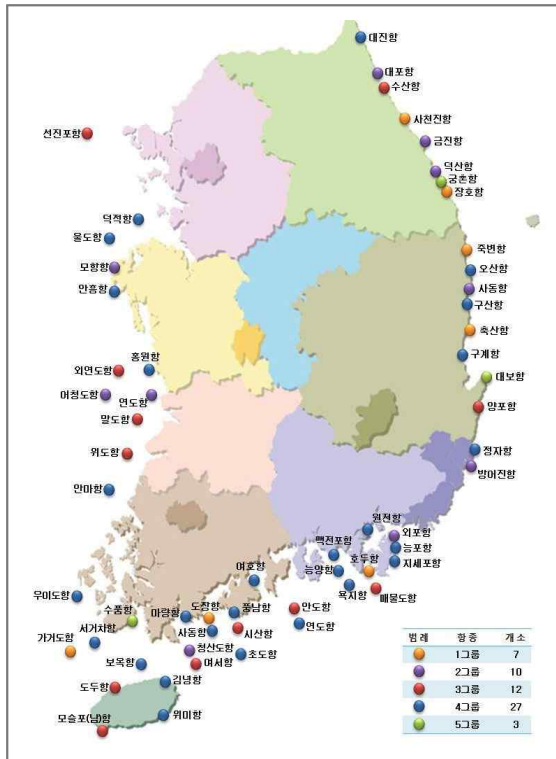 대진항
대포항
수산항
사천진항
선진포항
금진항
덕산항
궁촌항
장호항
덕적항
울도항
죽변항
모항항
오산항
안흥항
사동항
구산항
축산항
구계항
홍원항
외연도항
대보항
어청도항
연도항
양포항
말도항
정자항
위도항
방어진항
안마항
원전항
외포항
맥전포항
호두항
능포항
여호항
능양항
지세포항
욕지항
매물도항
우이도항
수품항
마량항
도장항
풍남항
안도항
서거차항
사동항
시산항
연도항
가거도항
청산도항
초도항
보목항
여서항
김녕항
도두항
위미항
모슬포(남)항
범례 항종 개소
1그룹 7
2그룹 10
3그룹 12
4그룹 27
5그룹 3